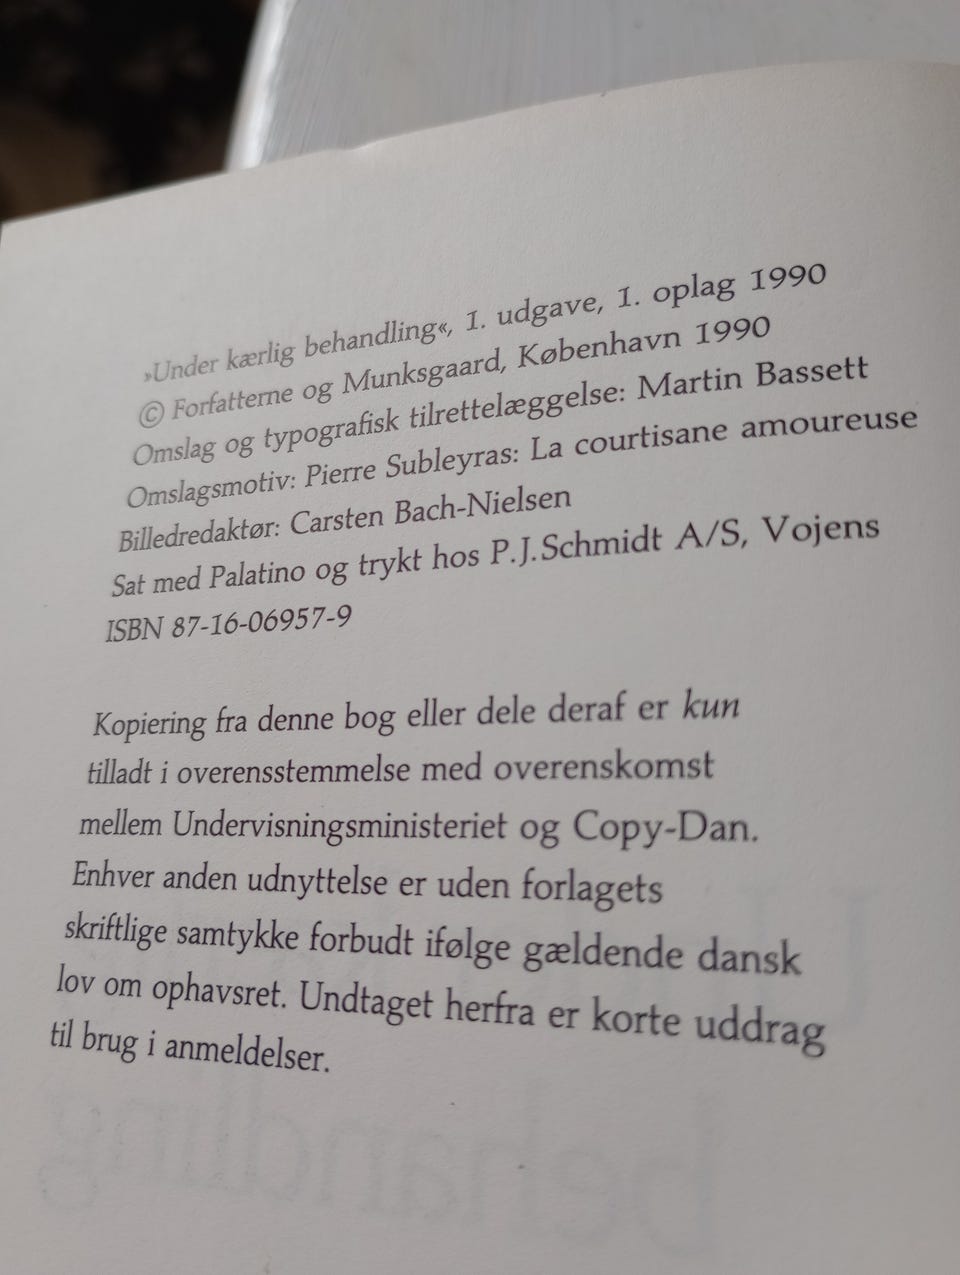 »Under kærlig behandling«, 1. udgave, 1. oplag 1990
© Forfatterne og Munksgaard, København 1990
Omslag og typografisk tilrettelæggelse: Martin Bassett
Omslagsmotiv: Pierre Subleyras: La courtisane amoureuse
Billedredaktør: Carsten Bach-Nielsen
Sat med Palatino og trykt hos P.J.Schmidt A/S, Vojens
ISBN 87-16-06957-9
Kopiering fra denne bog eller dele deraf er kun
tilladt i overensstemmelse med overenskomst
mellem Undervisningsministeriet og Copy-Dan.
Enhver anden udnyttelse er uden forlagets
skriftlige samtykke forbudt ifølge gældende dansk
lov om ophavsret. Undtaget herfra er korte uddrag
til brug i anmeldelser.
behandling